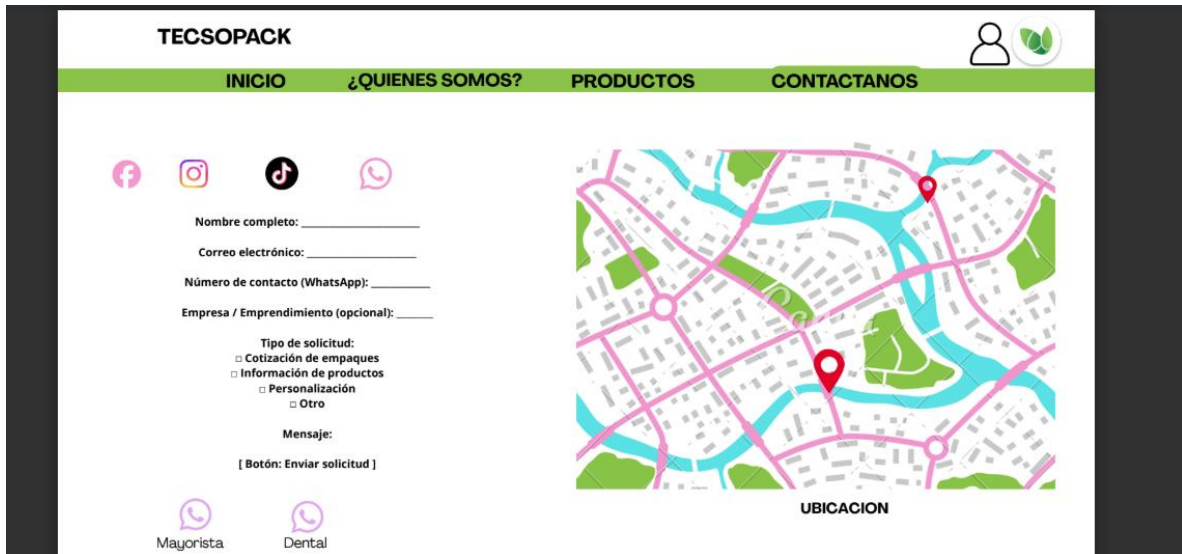 TECSOPACK
INICIO ¿QUIENES SOMOS? PRODUCTOS CONTACTANOS
Nombre completo: ____________________
Correo electrónico: ___________________
Número de contacto (WhatsApp): __________
Empresa / Emprendimiento (opcional): ______
Tipo de solicitud:
□ Cotización de empaques
□ Información de productos
□ Personalización
□ Otro
Mensaje:
[ Botón: Enviar solicitud ]
Mayorista Dental
Canva
UBICACION